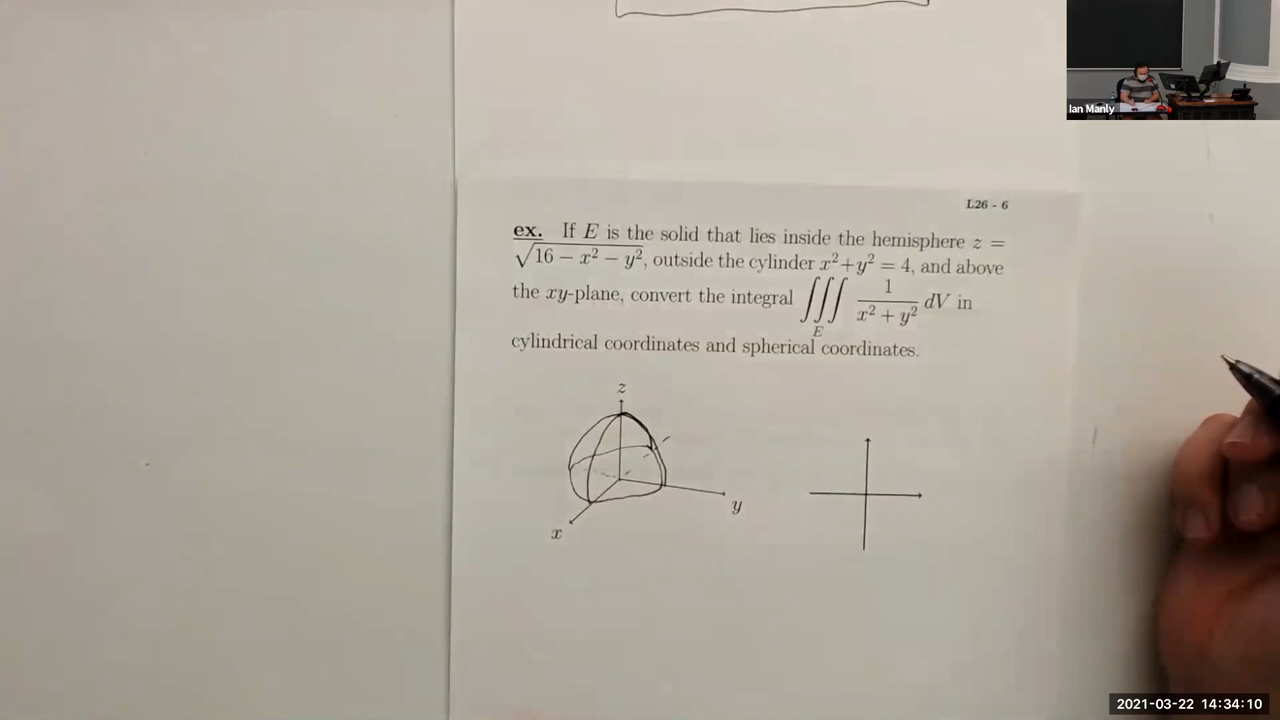 Ian Manly
L26 - 6
ex. If E is the solid that lies inside the hemisphere z =
√16 − x² − y², outside the cylinder x²+y² = 4, and above
the xy-plane, convert the integral ∭_E 1/(x² + y²) dV in
cylindrical coordinates and spherical coordinates.
z
y
x
2021-03-22 14:34:10